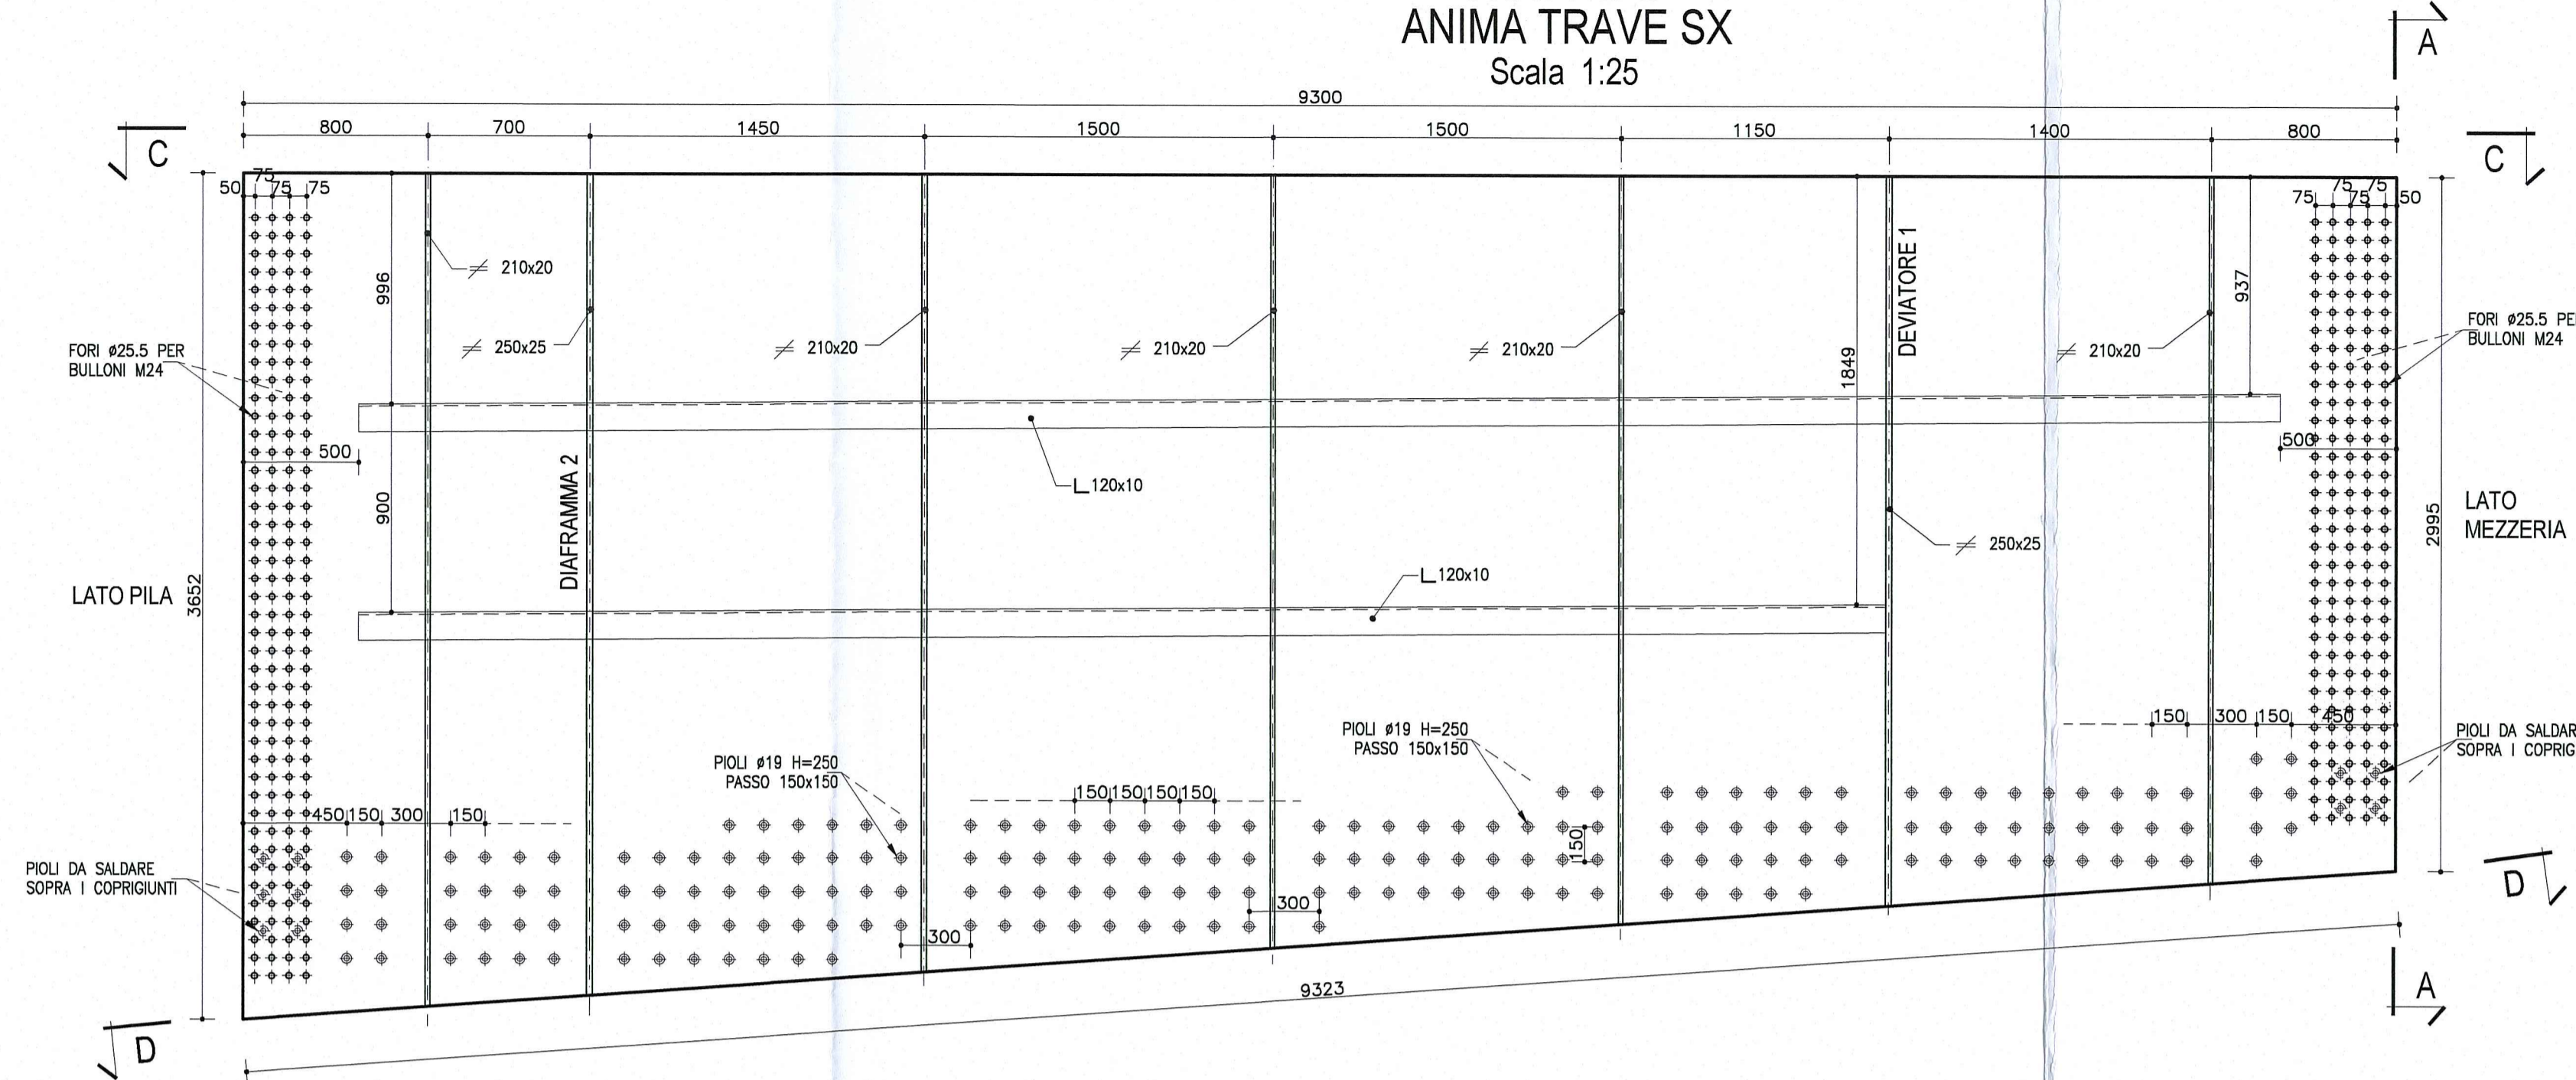 ANIMA TRAVE SX
Scala 1:25
A
9300
800
700
1450
1500
1500
1150
1400
800
C
C
50
75
75
75
75
75
75
75
50
210x20
996
937
250x25
210x20
210x20
210x20
210x20
DEVIATORE 1
1849
FORI ø25.5 PER
BULLONI M24
FORI ø25.5 PE
BULLONI M24
500
500
900
L 120x10
DIAFRAMMA 2
LATO PILA
3652
250x25
L 120x10
2995
LATO
MEZZERIA
150
300
150
450
PIOLI ø19 H=250
PASSO 150x150
PIOLI ø19 H=250
PASSO 150x150
PIOLI DA SALDAR
SOPRA I COPRIG
150
150
150
150
450
150
300
150
150
PIOLI DA SALDARE
SOPRA I COPRIGIUNTI
300
300
9323
D
D
A